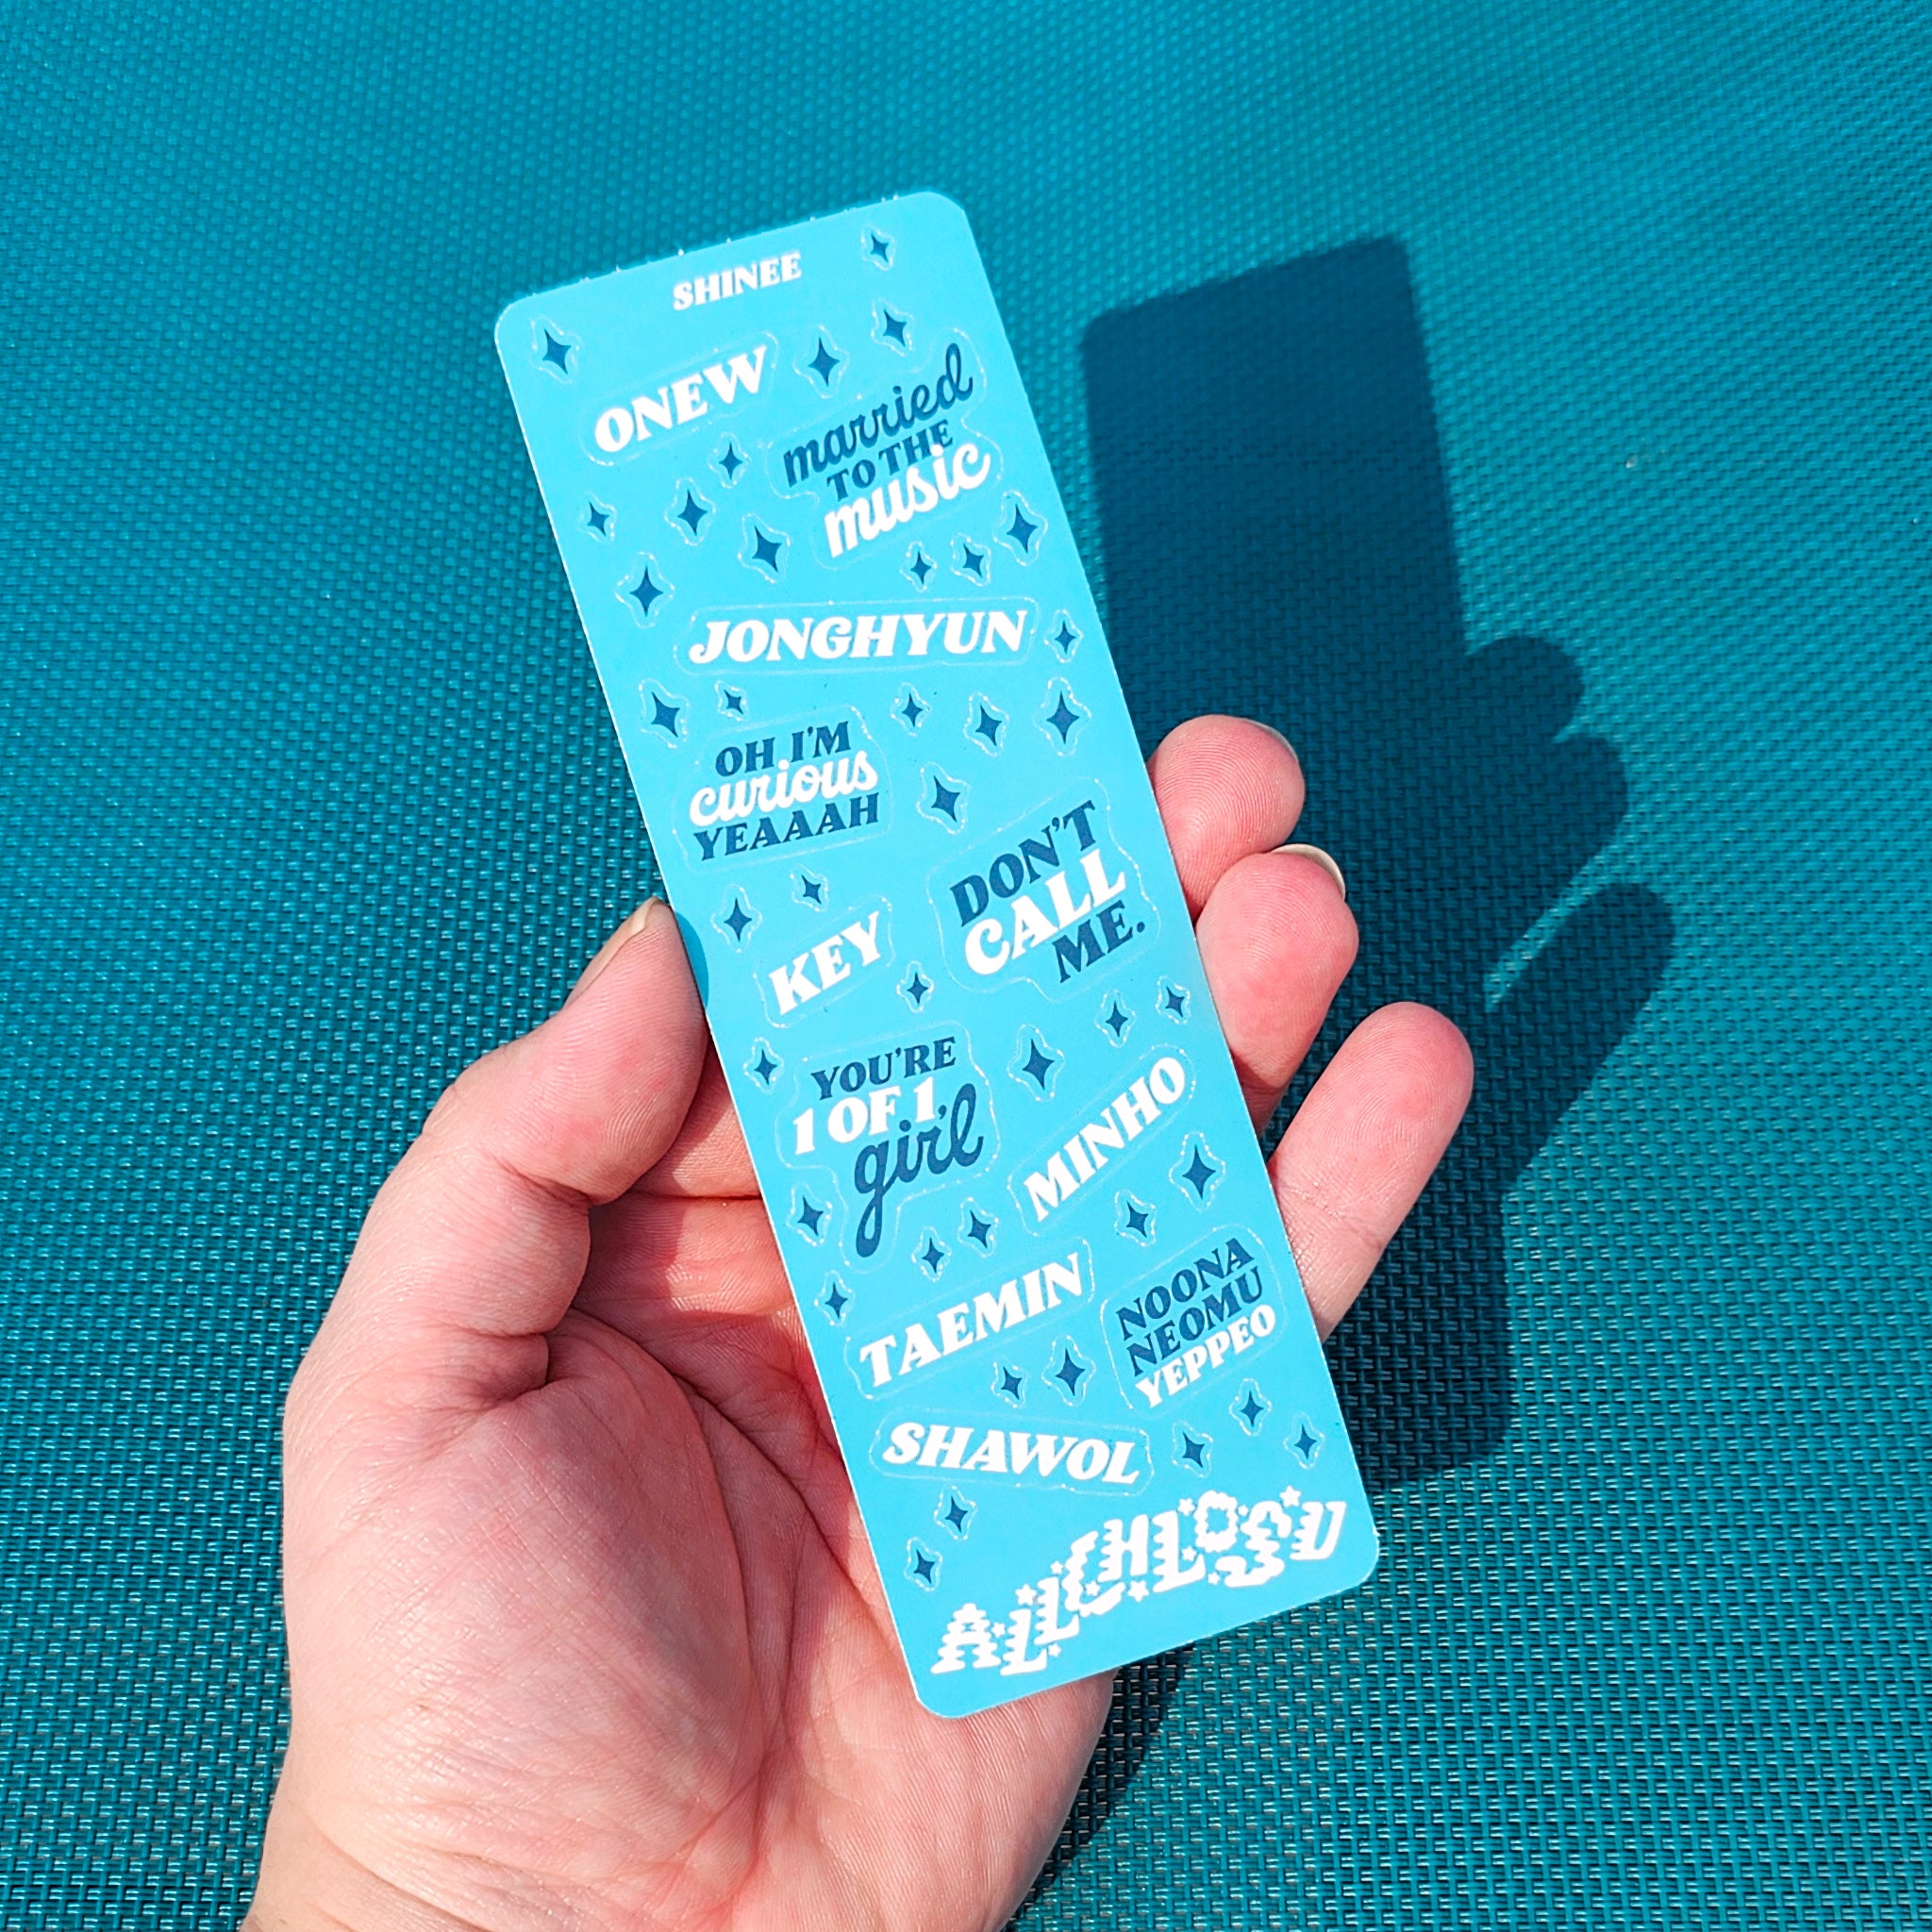 SHINEE
ONEW
married
TO THE
music
JONGHYUN
OH I'M
curious
YEAAAH
DON'T
CALL
ME.
KEY
YOU'RE
1 OF 1,
girl
MINHO
TAEMIN
NOONA
NEOMU
YEPPEO
SHAWOL
ALLCHLOSU